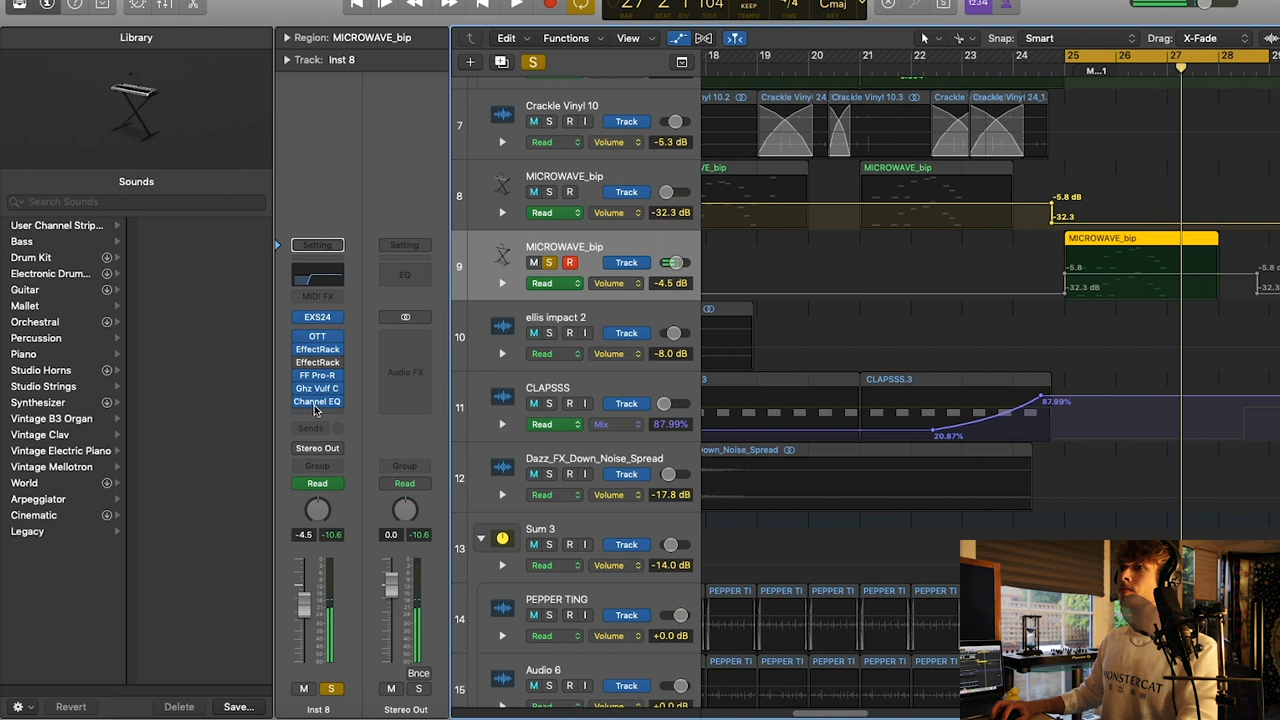 27 2 1 104 KEEP /4 Cmaj 1234
BAR BEAT TEMPO
Library
Region: MICROWAVE_bip
Track: Inst 8
Edit Functions View Snap: Smart Drag: X-Fade
S
18 19 20 21 22 23 24 25 26 27 28
M...1
Sounds
Search Sounds
User Channel Strip...
Bass
Drum Kit
Electronic Drum...
Guitar
Mallet
Orchestral
Percussion
Piano
Studio Horns
Studio Strings
Synthesizer
Vintage B3 Organ
Vintage Clav
Vintage Electric Piano
Vintage Mellotron
World
Arpeggiator
Cinematic
Legacy
Revert Delete Save...
Setting Setting
EQ
MIDI FX
EXS24
OTT
EffectRack
EffectRack
FF Pro-R
Ghz Vulf C
Channel EQ
Audio FX
Sends
Stereo Out
Group Group
Read Read
-4.5 -10.6 0.0 -10.6
Bnce
M S M S
Inst 8 Stereo Out
7 Crackle Vinyl 10
M S R I Track
Read Volume -5.3 dB
nyl 10.2 Crackle Vinyl 24 Crackle Vinyl 10.3 Crackle Crackle Vinyl 24_1.
8 MICROWAVE_bip
M S R Track
Read Volume -32.3 dB
VE_bip MICROWAVE_bip
-5.8 dB
-32.3
9 MICROWAVE_bip
M S R Track
Read Volume -4.5 dB
MICROWAVE_bip
-5.8
-32.3 dB
-5.8 d
-32.3
10 ellis impact 2
M S R I Track
Read Volume -8.0 dB
11 CLAPSSS
M S R I Track
Read Mix 87.99%
3 CLAPSSS.3
20.87%
87.99%
12 Dazz_FX_Down_Noise_Spread
M S R I Track
Read Volume -17.8 dB
own_Noise_Spread
13 Sum 3
M S R I Track
Read Volume -14.0 dB
14 PEPPER TING
M S R I Track
Read Volume +0.0 dB
PEPPER TI PEPPER TI PEPPER TI PEPPER TI PEPPER TI
15 Audio 6
M S R I Track
Read Volume +0.0 dB
PEPPER TI PEPPER TI PEPPER TI PEPPER TI PEPPER TI
MONSTERCAT